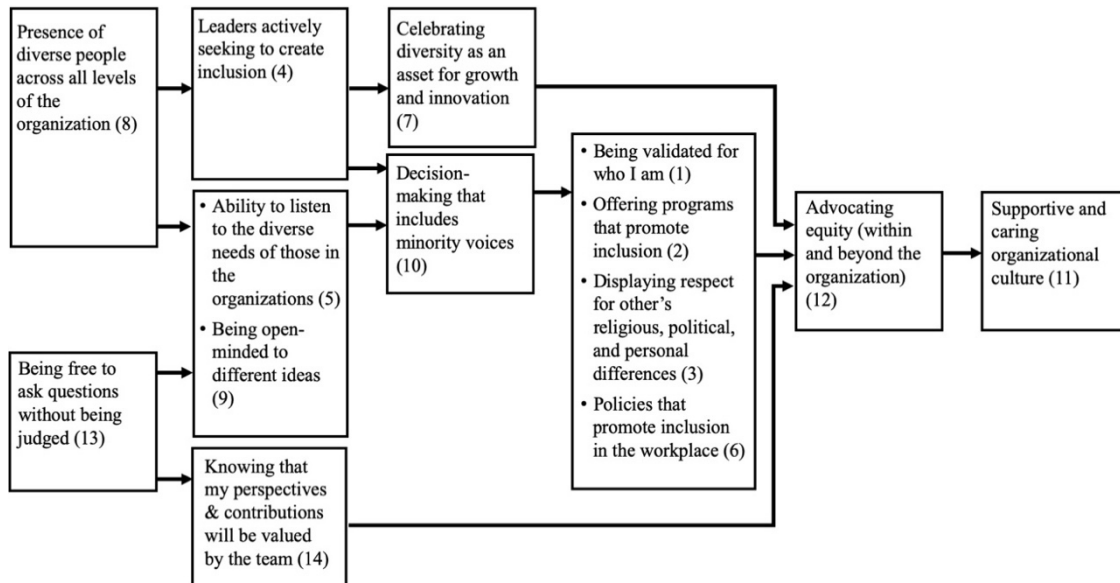 Presence of
diverse people
across all levels
of the
organization (8)
Leaders actively
seeking to create
inclusion (4)
Celebrating
diversity as an
asset for growth
and innovation
(7)
• Ability to listen
to the diverse
needs of those in
the
organizations (5)
• Being open-
minded to
different ideas
(9)
Decision-
making that
includes
minority voices
(10)
• Being validated for
who I am (1)
• Offering programs
that promote
inclusion (2)
• Displaying respect
for other's
religious, political,
and personal
differences (3)
• Policies that
promote inclusion
in the workplace (6)
Advocating
equity (within
and beyond the
organization)
(12)
Supportive and
caring
organizational
culture (11)
Being free to
ask questions
without being
judged (13)
Knowing that
my perspectives
& contributions
will be valued
by the team (14)